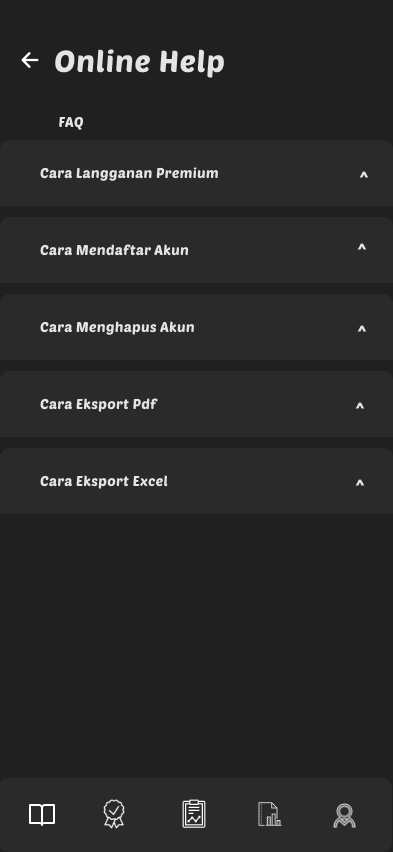 Online Help
FAQ
Cara Langganan Premium
Cara Mendaftar Akun
Cara Menghapus Akun
Cara Eksport Pdf
Cara Eksport Excel